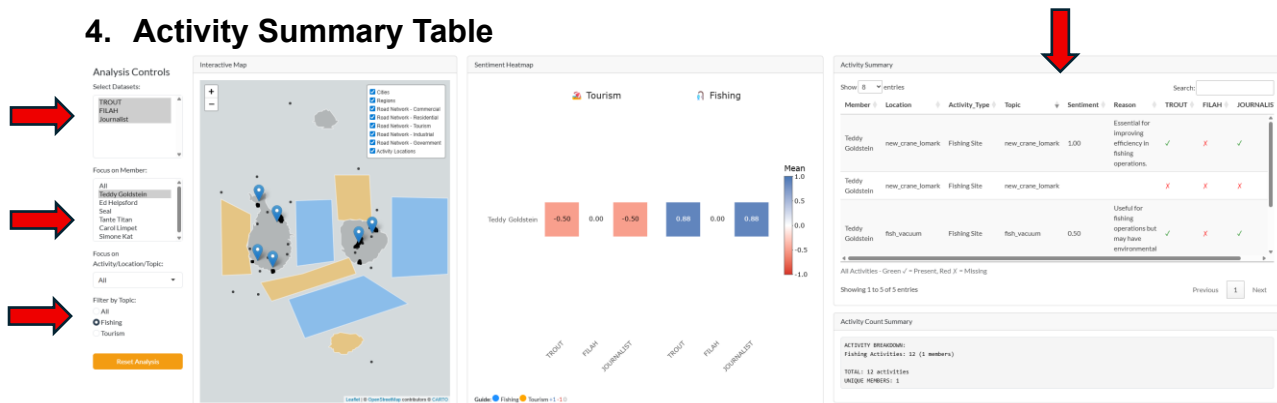 4. Activity Summary Table
Analysis Controls
Select Datasets:
TROUT
FILAH
Journalist
Focus on Member:
All
Teddy Goldstein
Ed Helpsford
Seal
Tante Titan
Carol Limpet
Simone Kat
Focus on
Activity/Location/Topic:
All
Filter by Topic:
All
Fishing
Tourism
Reset Analysis
Interactive Map
+
−
Cities
Regions
Road Network - Commercial
Road Network - Residential
Road Network - Tourism
Road Network - Industrial
Road Network - Government
Activity Locations
Leaflet | © OpenStreetMap contributors © CARTO
Sentiment Heatmap
Tourism
Fishing
Teddy Goldstein
-0.50 0.00 -0.50 0.88 0.00 0.88
TROUT FILAH JOURNALIST TROUT FILAH JOURNALIST
Mean
1.0
0.5
0.0
-0.5
-1.0
Guide: Fishing Tourism
Activity Summary
Show 8 entries
Search:
Member Location Activity_Type Topic Sentiment Reason TROUT FILAH JOURNALIS
Teddy Goldstein new_crane_lomark Fishing Site new_crane_lomark 1.00 Essential for improving efficiency in fishing operations. ✓ ✗ ✓
Teddy Goldstein new_crane_lomark Fishing Site new_crane_lomark ✗ ✗ ✗
Teddy Goldstein fish_vacuum Fishing Site fish_vacuum 0.50 Useful for fishing operations but may have environmental ✓ ✗ ✓
All Activities - Green ✓ = Present, Red ✗ = Missing
Showing 1 to 5 of 5 entries
Previous 1 Next
Activity Count Summary
ACTIVITY BREAKDOWN:
Fishing Activities: 12 (1 members)
TOTAL: 12 activities
UNIQUE MEMBERS: 1